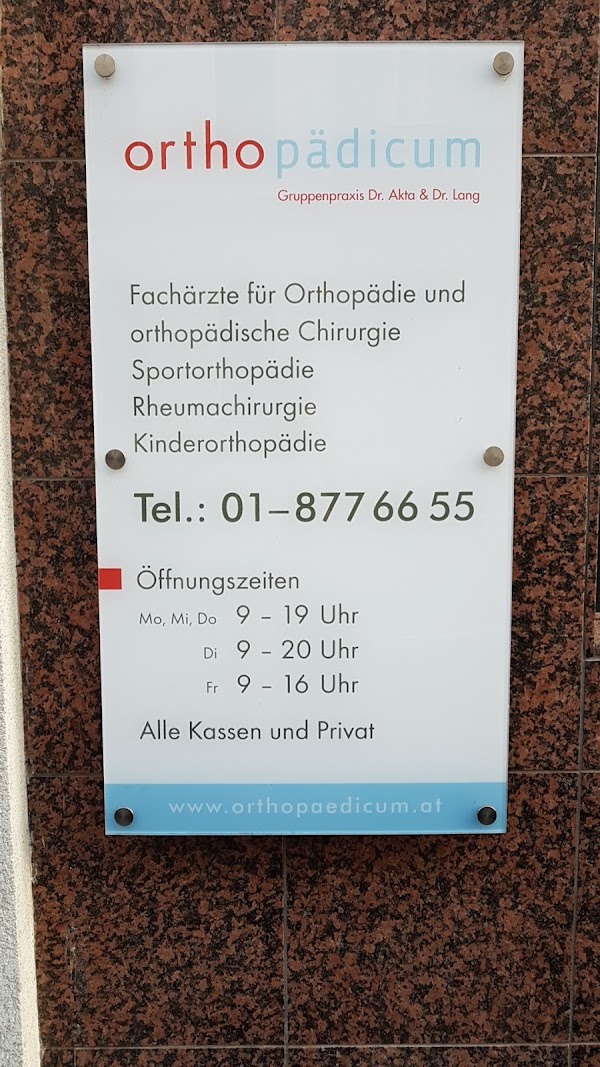 orthopädicum
Gruppenpraxis Dr. Akta & Dr. Lang
Fachärzte für Orthopädie und
orthopädische Chirurgie
Sportorthopädie
Rheumachirurgie
Kinderorthopädie
Tel.: 01–877 66 55
Öffnungszeiten
Mo, Mi, Do 9 – 19 Uhr
Di 9 – 20 Uhr
Fr 9 – 16 Uhr
Alle Kassen und Privat
www.orthopaedicum.at